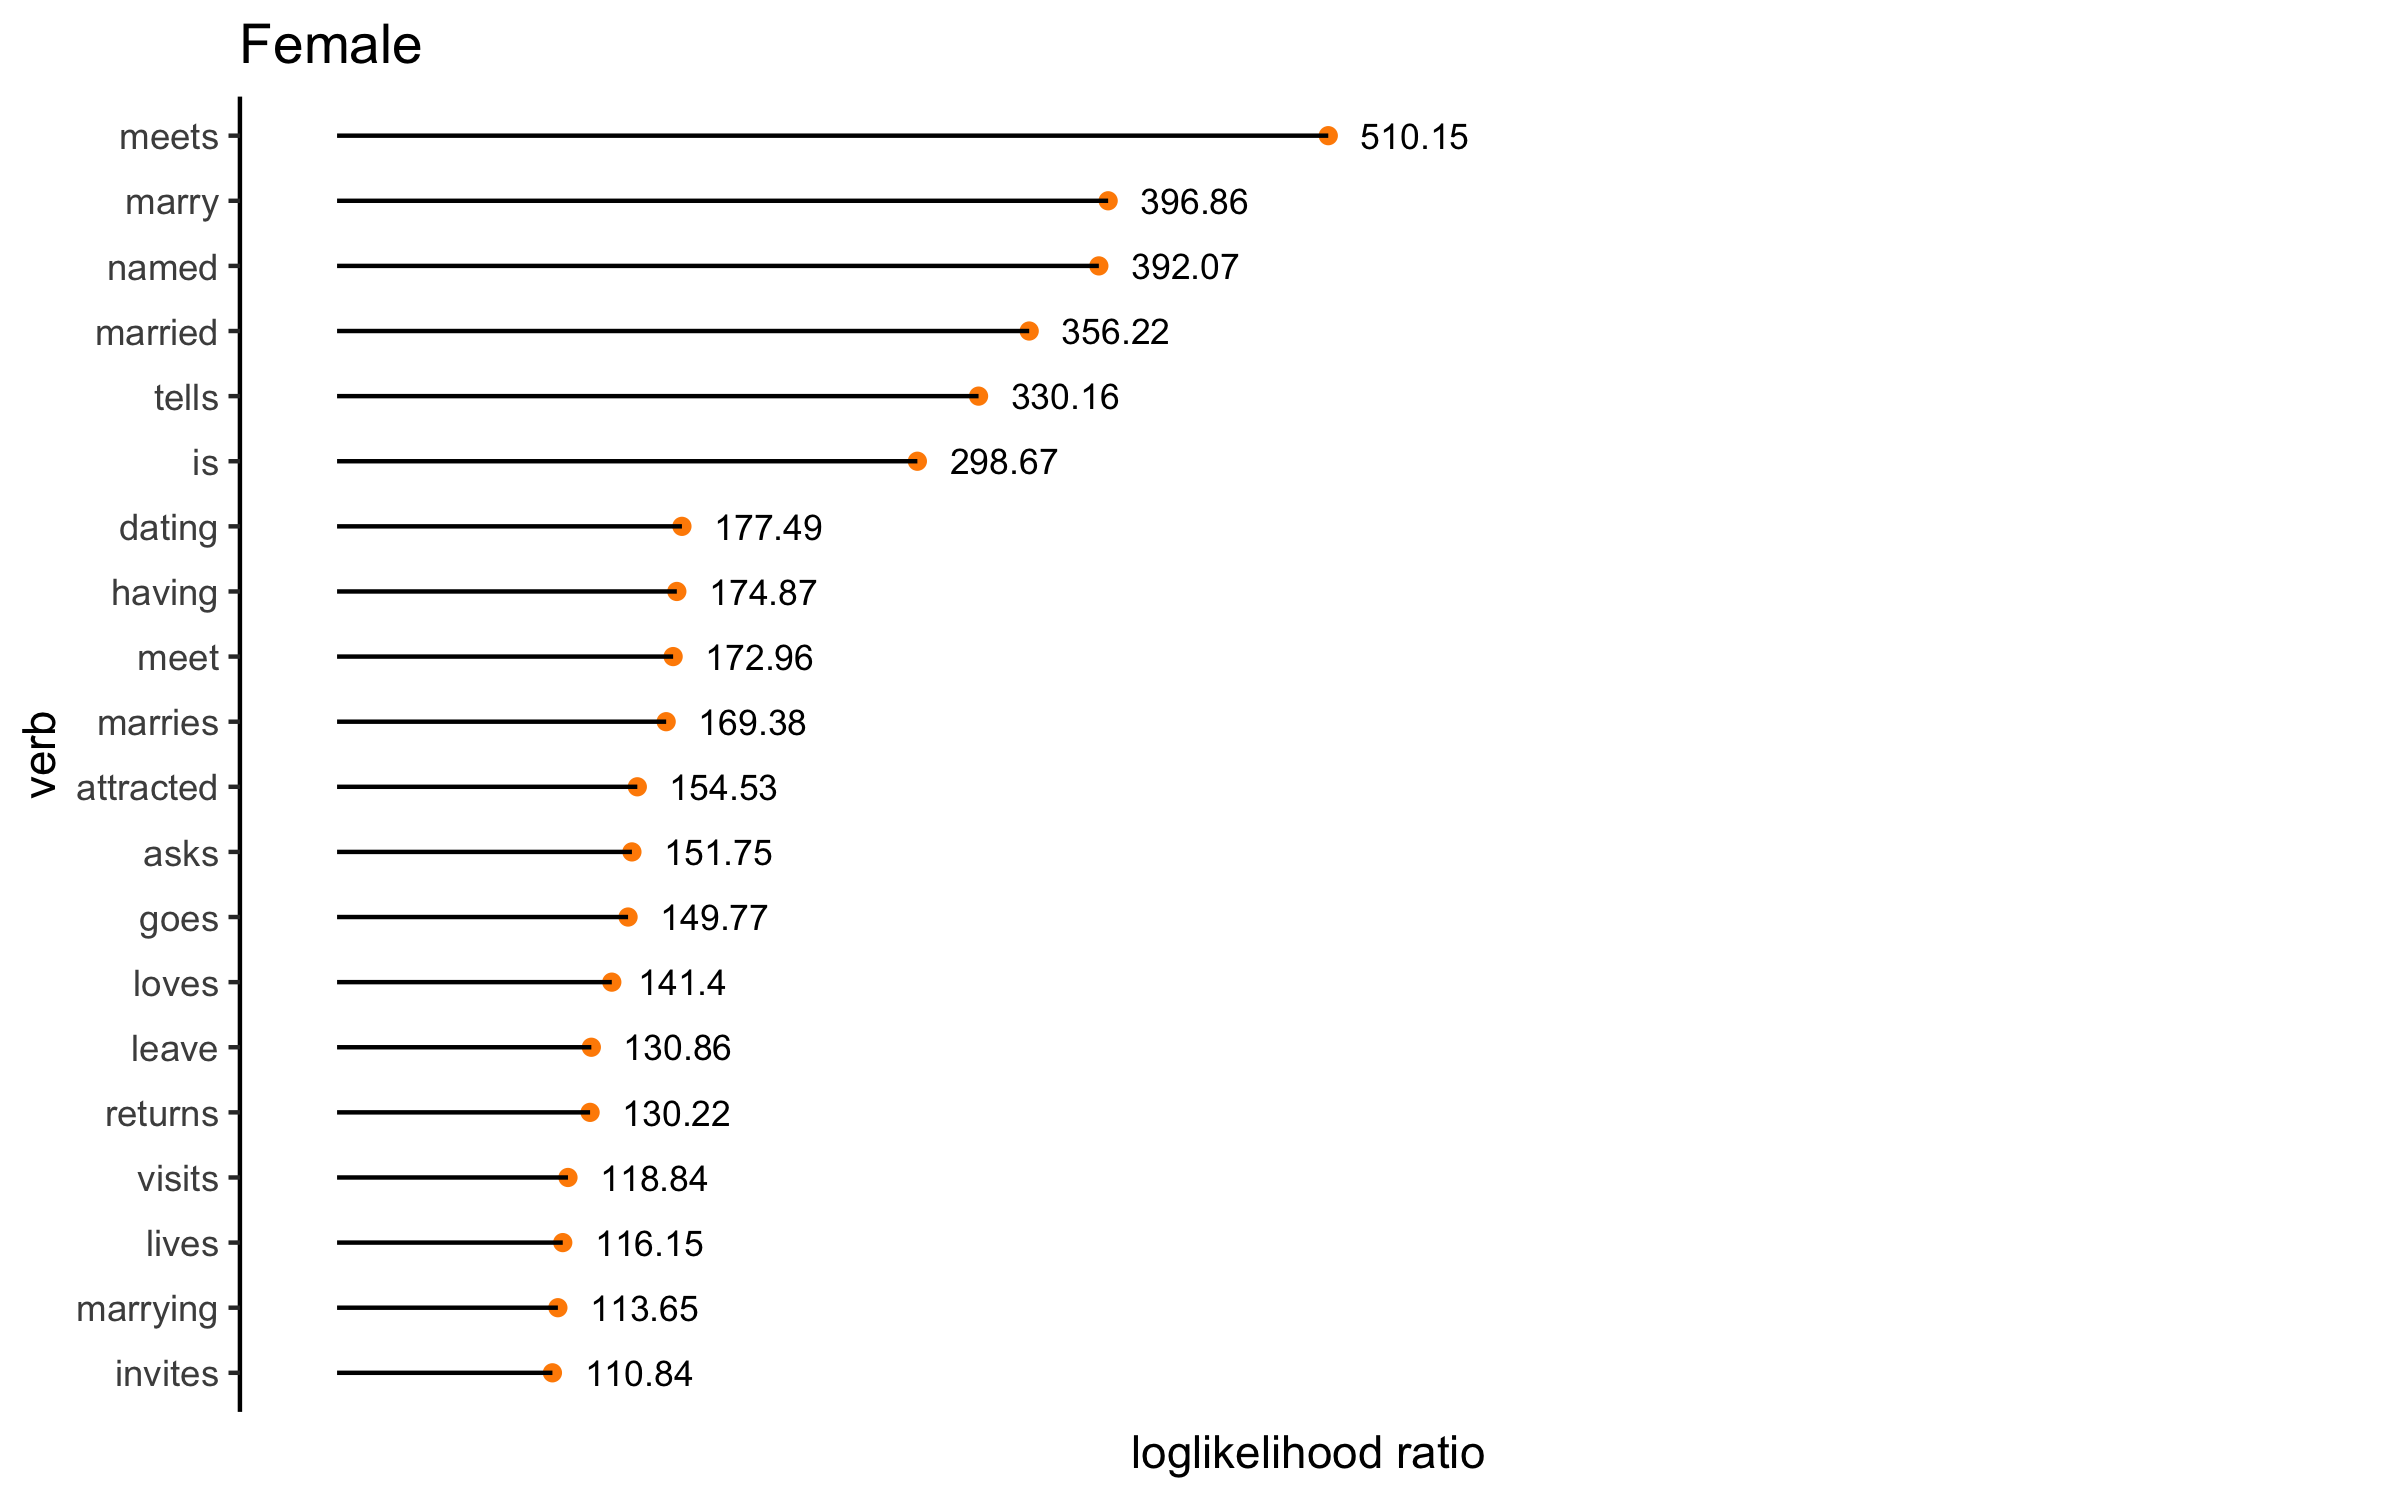 Female
meets 510.15
marry 396.86
named 392.07
married 356.22
tells 330.16
is 298.67
dating 177.49
having 174.87
meet 172.96
marries 169.38
verb
attracted 154.53
asks 151.75
goes 149.77
loves 141.4
leave 130.86
returns 130.22
visits 118.84
lives 116.15
marrying 113.65
invites 110.84
loglikelihood ratio